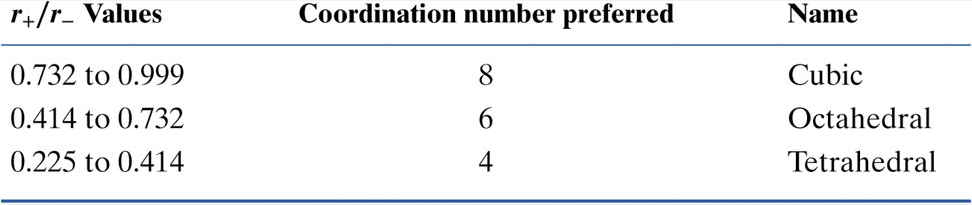 r₊/r₋ Values Coordination number preferred Name
0.732 to 0.999 8 Cubic
0.414 to 0.732 6 Octahedral
0.225 to 0.414 4 Tetrahedral